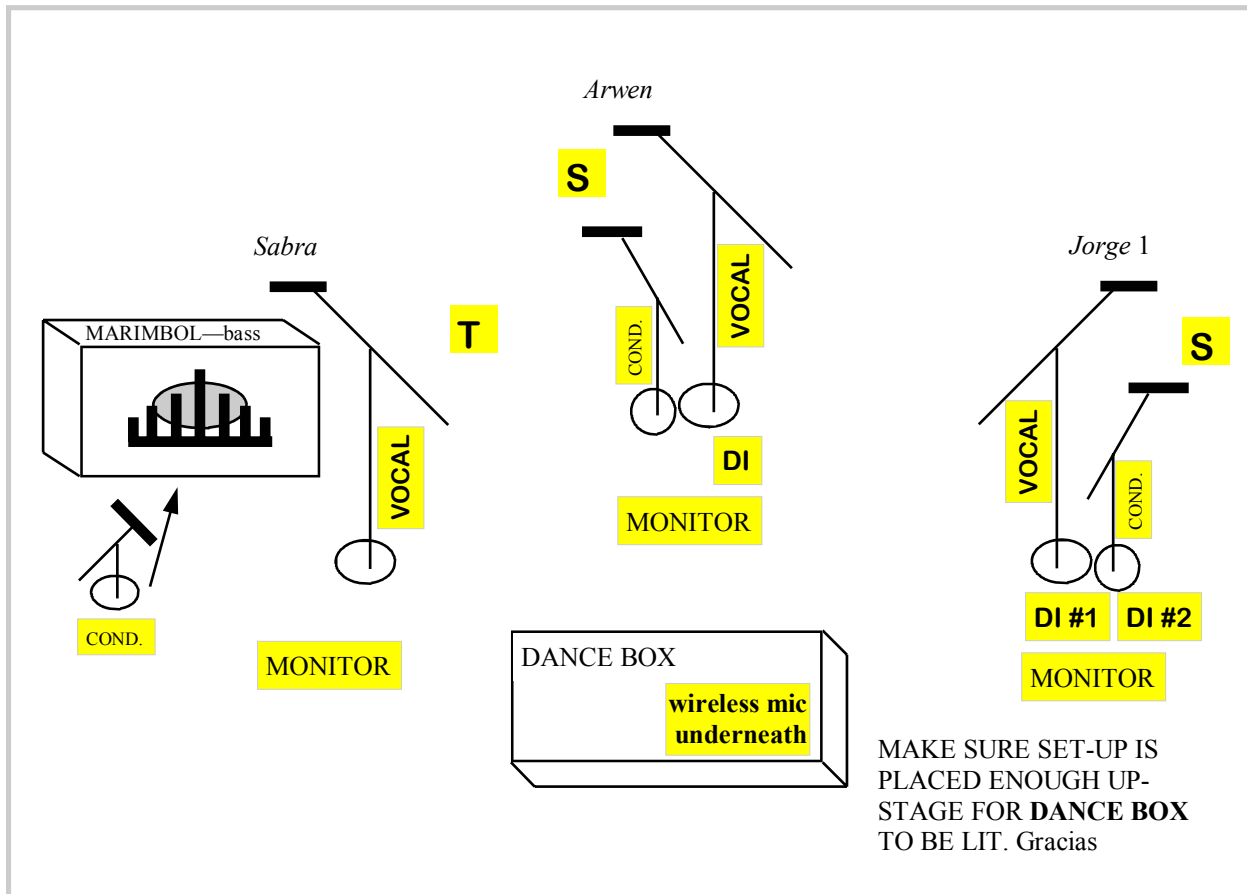 Arwen
S
VOCAL
COND.
DI
MONITOR
Sabra
T
MARIMBOL—bass
VOCAL
COND.
MONITOR
Jorge 1
S
VOCAL
COND.
DI #1
DI #2
MONITOR
DANCE BOX
wireless mic
underneath
MAKE SURE SET-UP IS
PLACED ENOUGH UP-
STAGE FOR DANCE BOX
TO BE LIT. Gracias